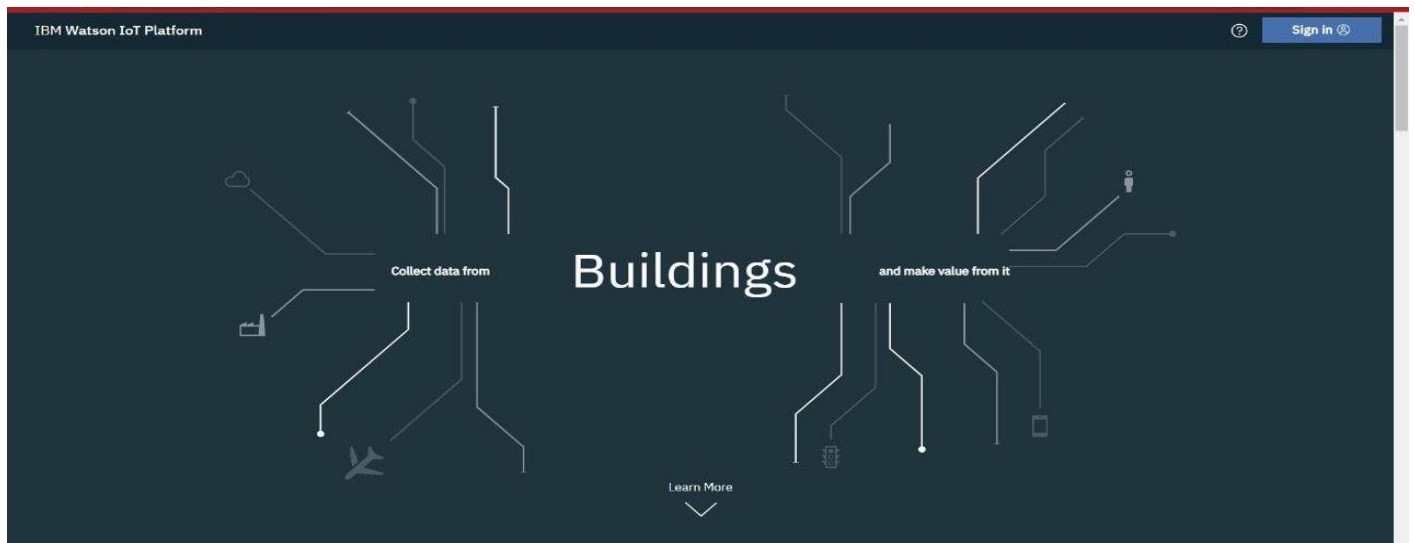 IBM Watson IoT Platform
Sign in
Collect data from
Buildings
and make value from it
Learn More